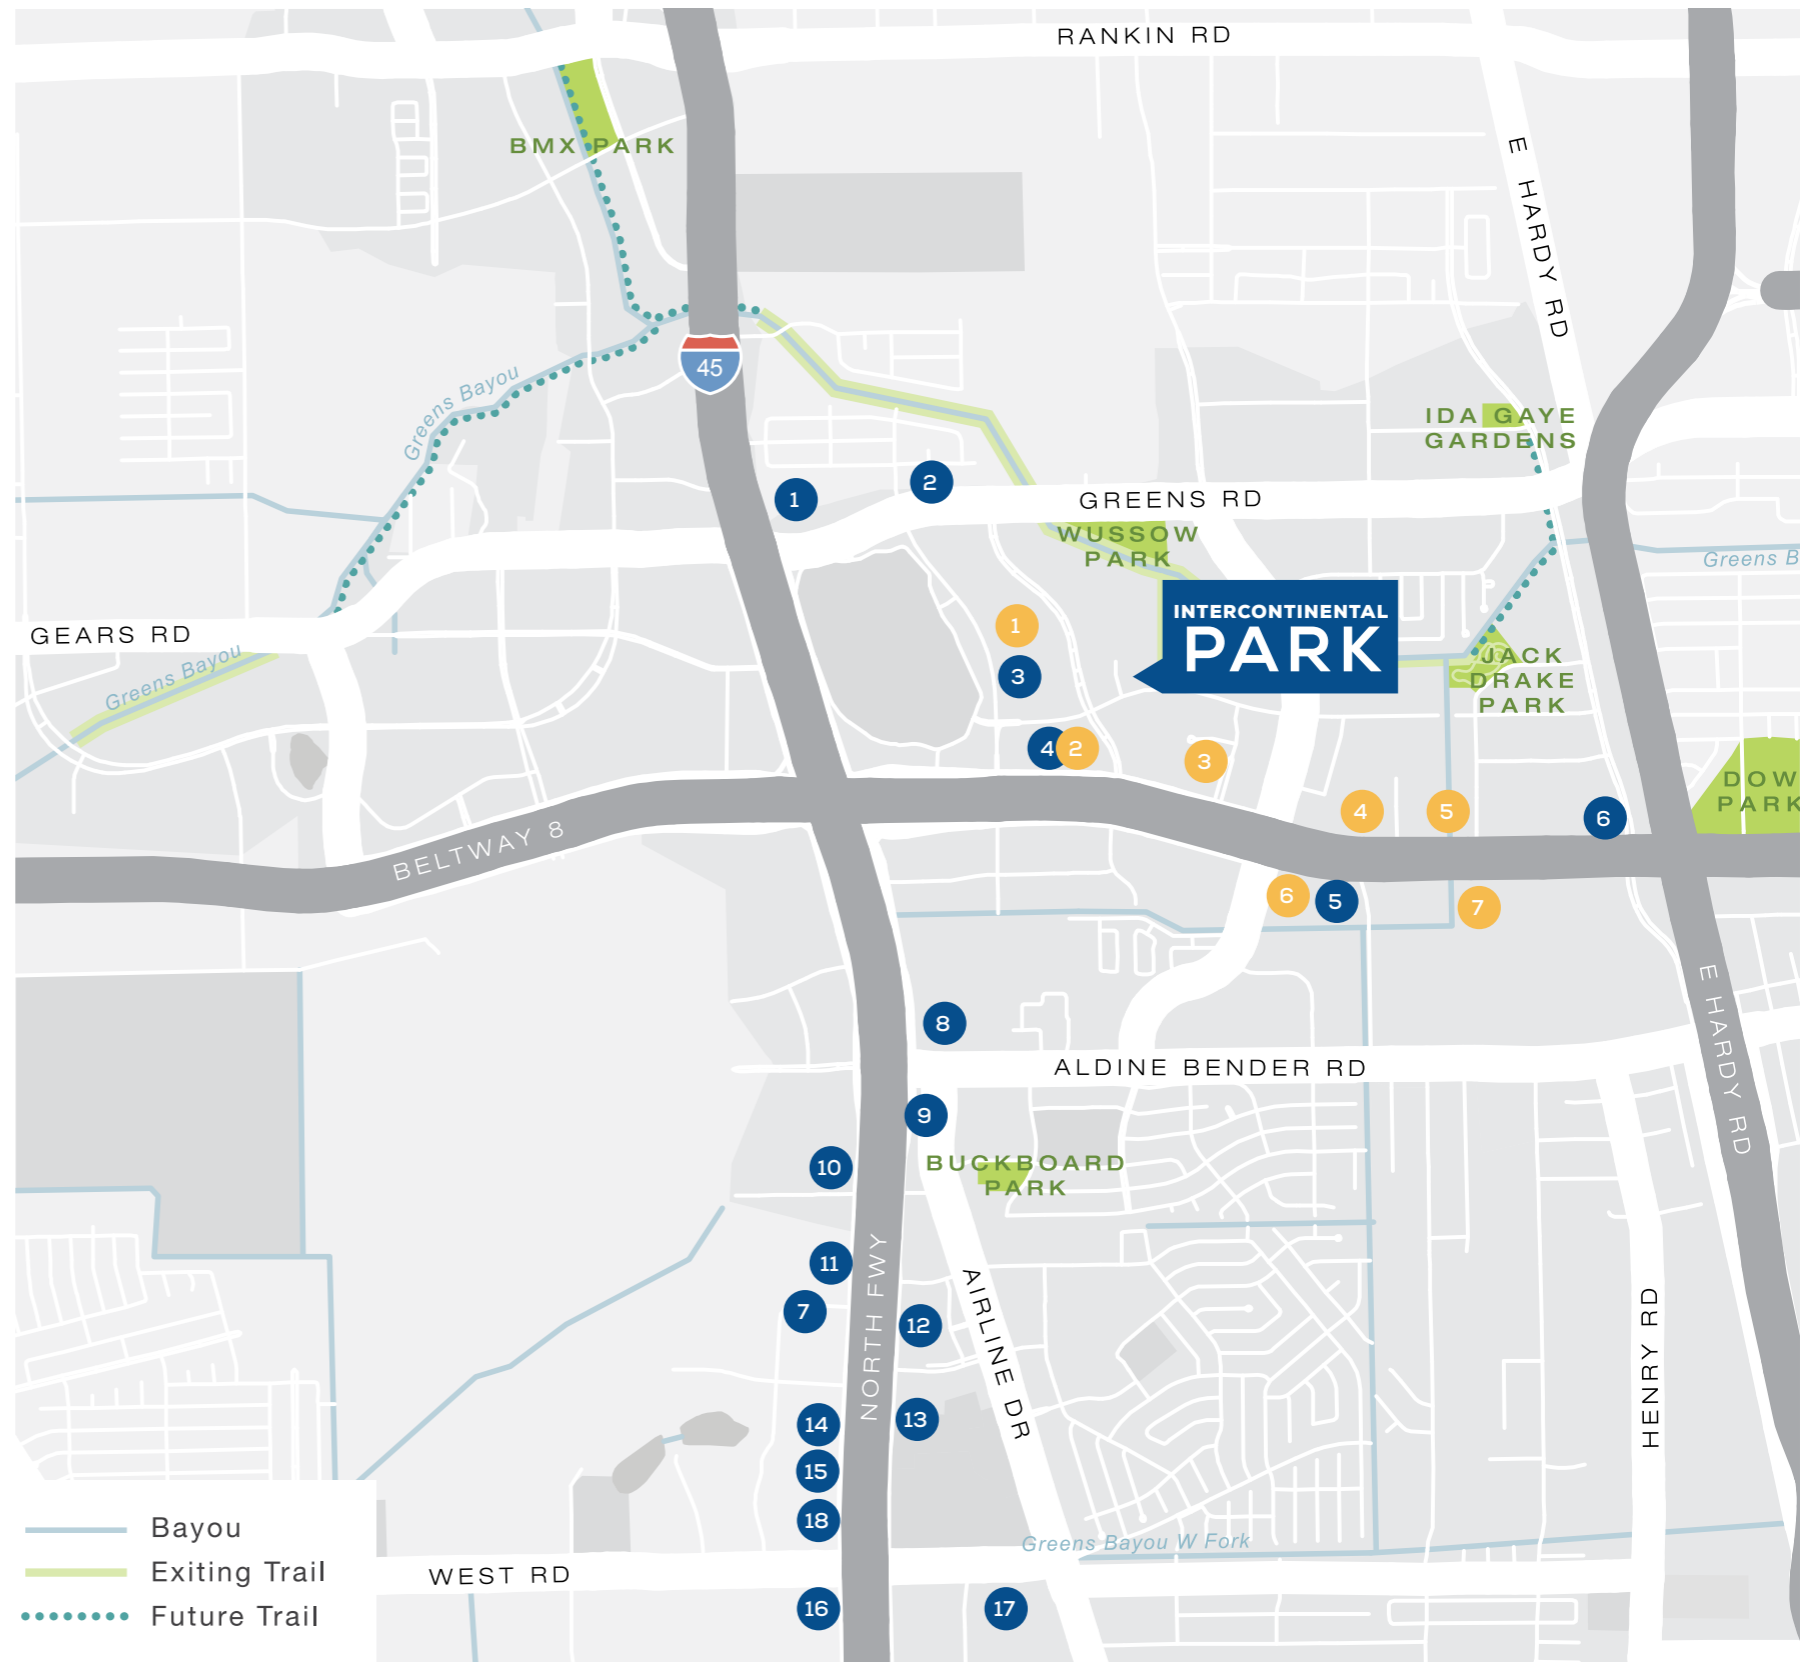 RANKIN RD
BMX PARK
E HARDY RD
45
Greens Bayou
IDA GAYE
GARDENS
1
2
GREENS RD
WUSSOW
PARK
Greens B
INTERCONTINENTAL
PARK
GEARS RD
Greens Bayou
1
3
JACK
DRAKE
PARK
4
2
3
DOW
PARK
4
5
6
BELTWAY 8
6
5
7
E HARDY RD
8
ALDINE BENDER RD
9
10
BUCKBOARD
PARK
11
7
12
NORTH FWY
AIRLINE DR
HENRY RD
14
13
15
18
Greens Bayou W Fork
WEST RD
16
17
Bayou
Exiting Trail
Future Trail